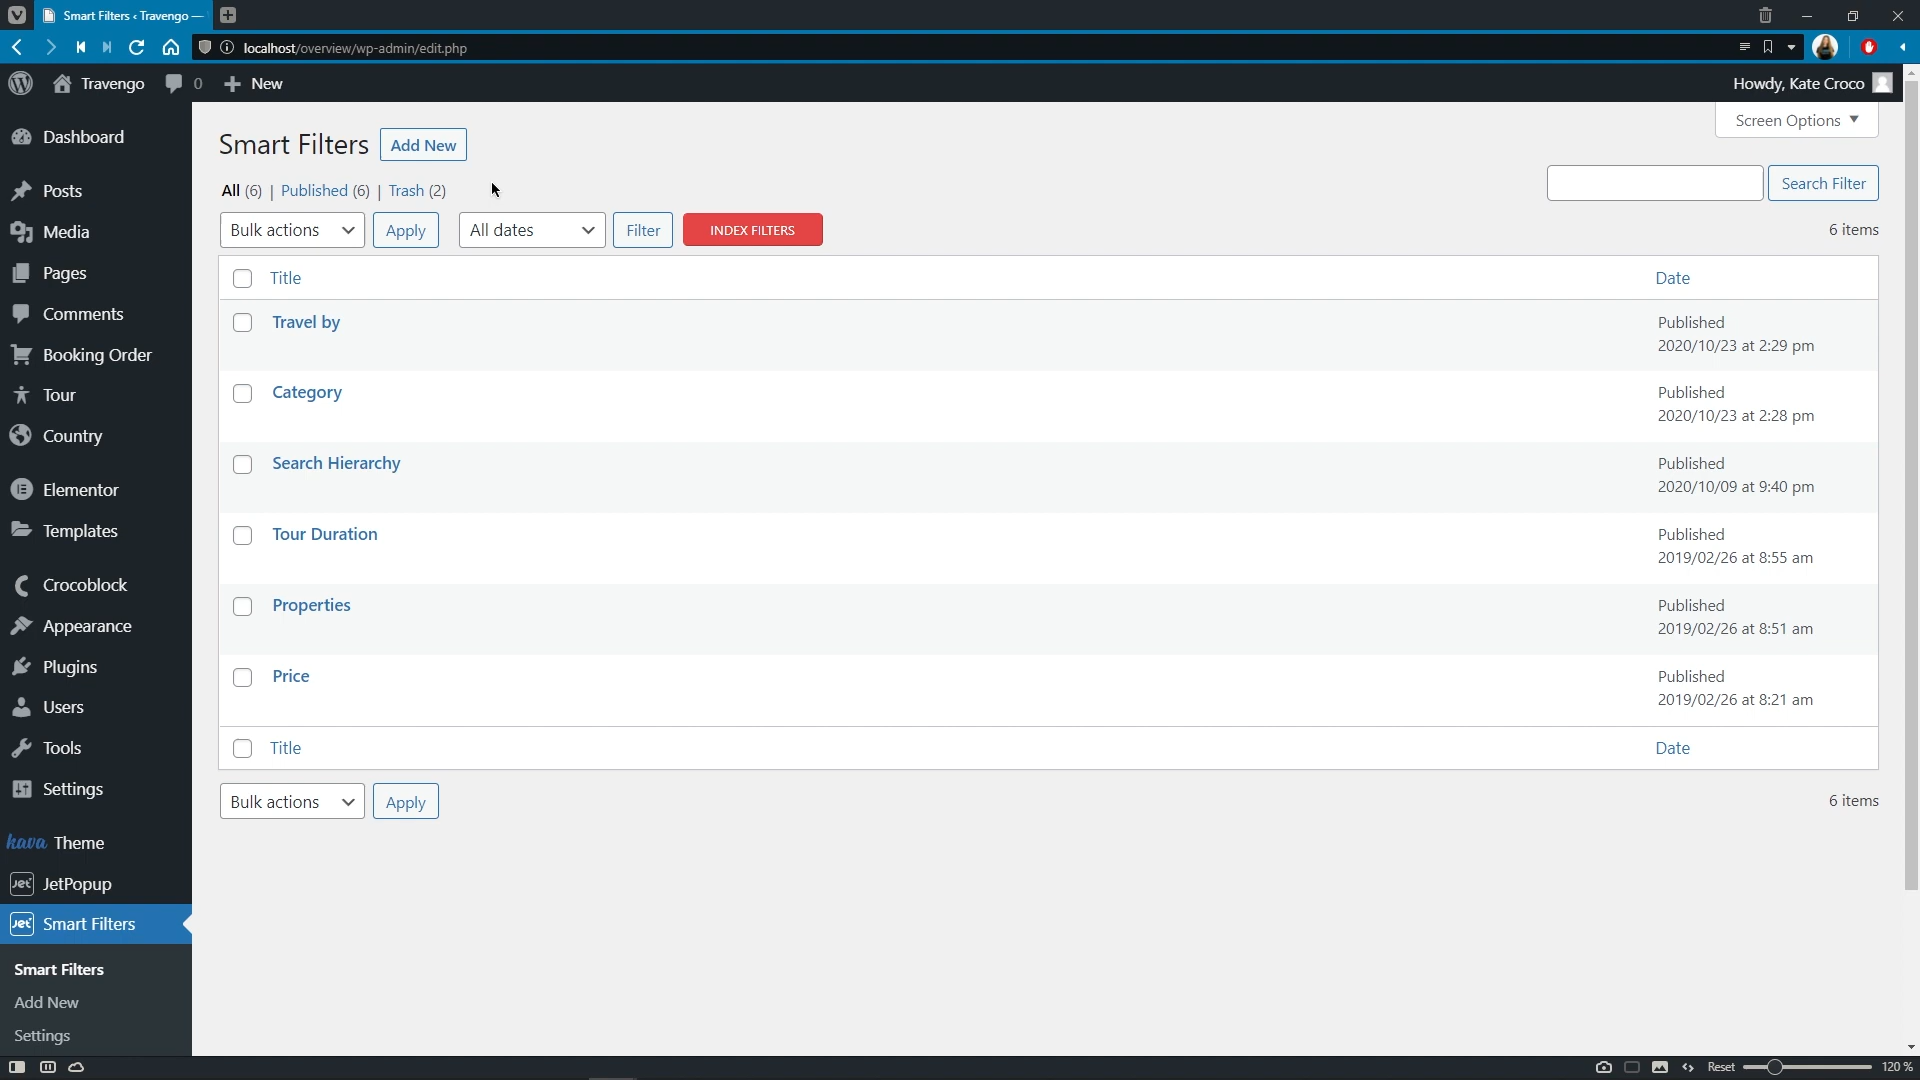 Smart Filters ‹ Travengo —
localhost/overview/wp-admin/edit.php
Travengo 0 New
Howdy, Kate Croco
Dashboard
Posts
Media
Pages
Comments
Booking Order
Tour
Country
Elementor
Templates
Crocoblock
Appearance
Plugins
Users
Tools
Settings
kava Theme
Jet JetPopup
Jet Smart Filters
Smart Filters
Add New
Settings
Screen Options
Smart Filters Add New
All (6) | Published (6) | Trash (2)
Search Filter
Bulk actions Apply All dates Filter INDEX FILTERS 6 items
Title Date
Travel by Published
2020/10/23 at 2:29 pm
Category Published
2020/10/23 at 2:28 pm
Search Hierarchy Published
2020/10/09 at 9:40 pm
Tour Duration Published
2019/02/26 at 8:55 am
Properties Published
2019/02/26 at 8:51 am
Price Published
2019/02/26 at 8:21 am
Title Date
Bulk actions Apply 6 items
Reset 120 %